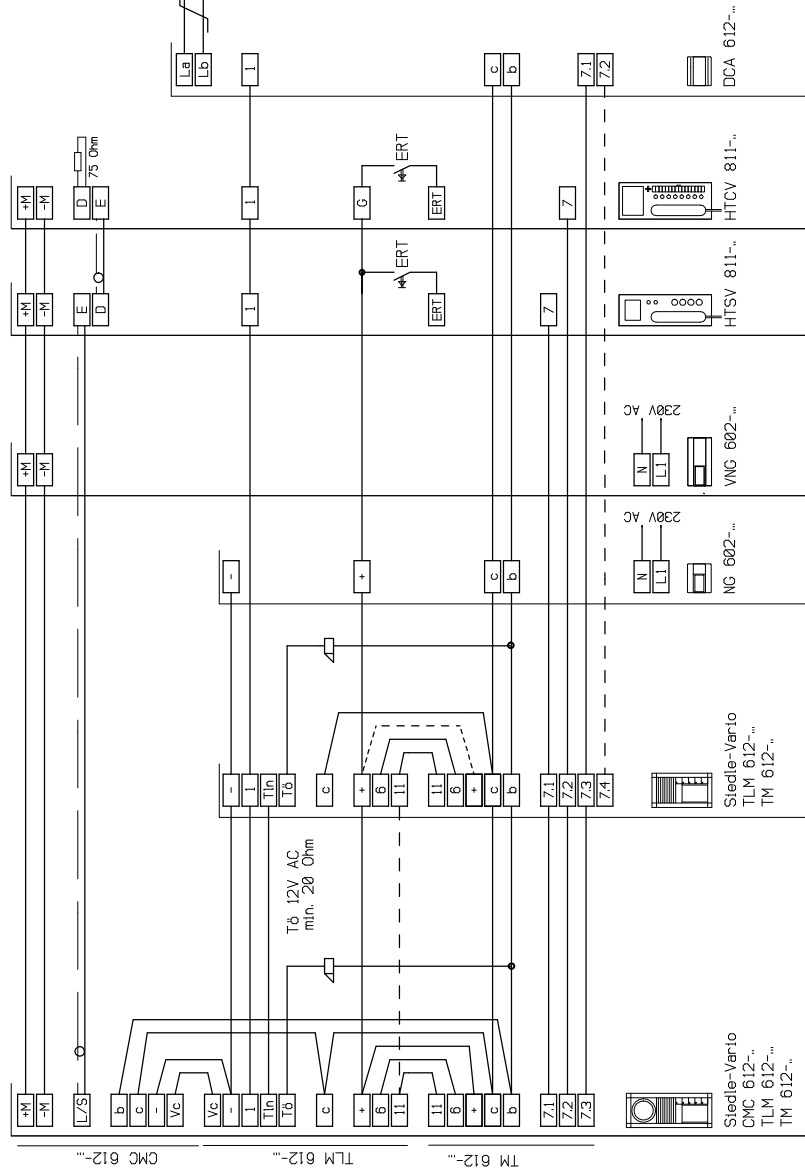 La
Lb
1
c
b
7.1
7.2
DCA 612-...
+M
-M
D
E
75 Ohm
1
G
ERT
ERT
7
HTCV 811-..
+M
-M
E
D
1
ERT
ERT
7
HTSV 811-..
+M
-M
230V AC
N
L1
VNG 602-...
-
+
c
b
230V AC
N
L1
NG 602-...
-
1
Tln
Tö
c
+
6
11
11
6
+
c
b
7.1
7.2
7.3
7.4
Siedle-Vario
TLM 612-...
TM 612-..
Tö 12V AC
min. 20 Ohm
+M
-M
L/S
b
c
-
Vc
Vc
-
1
Tln
Tö
c
+
6
11
11
6
+
c
b
7.1
7.2
7.3
Siedle-Vario
CMC 612-...
TLM 612-...
TM 612-..
CMC 612-...
TLM 612-...
TM 612-...